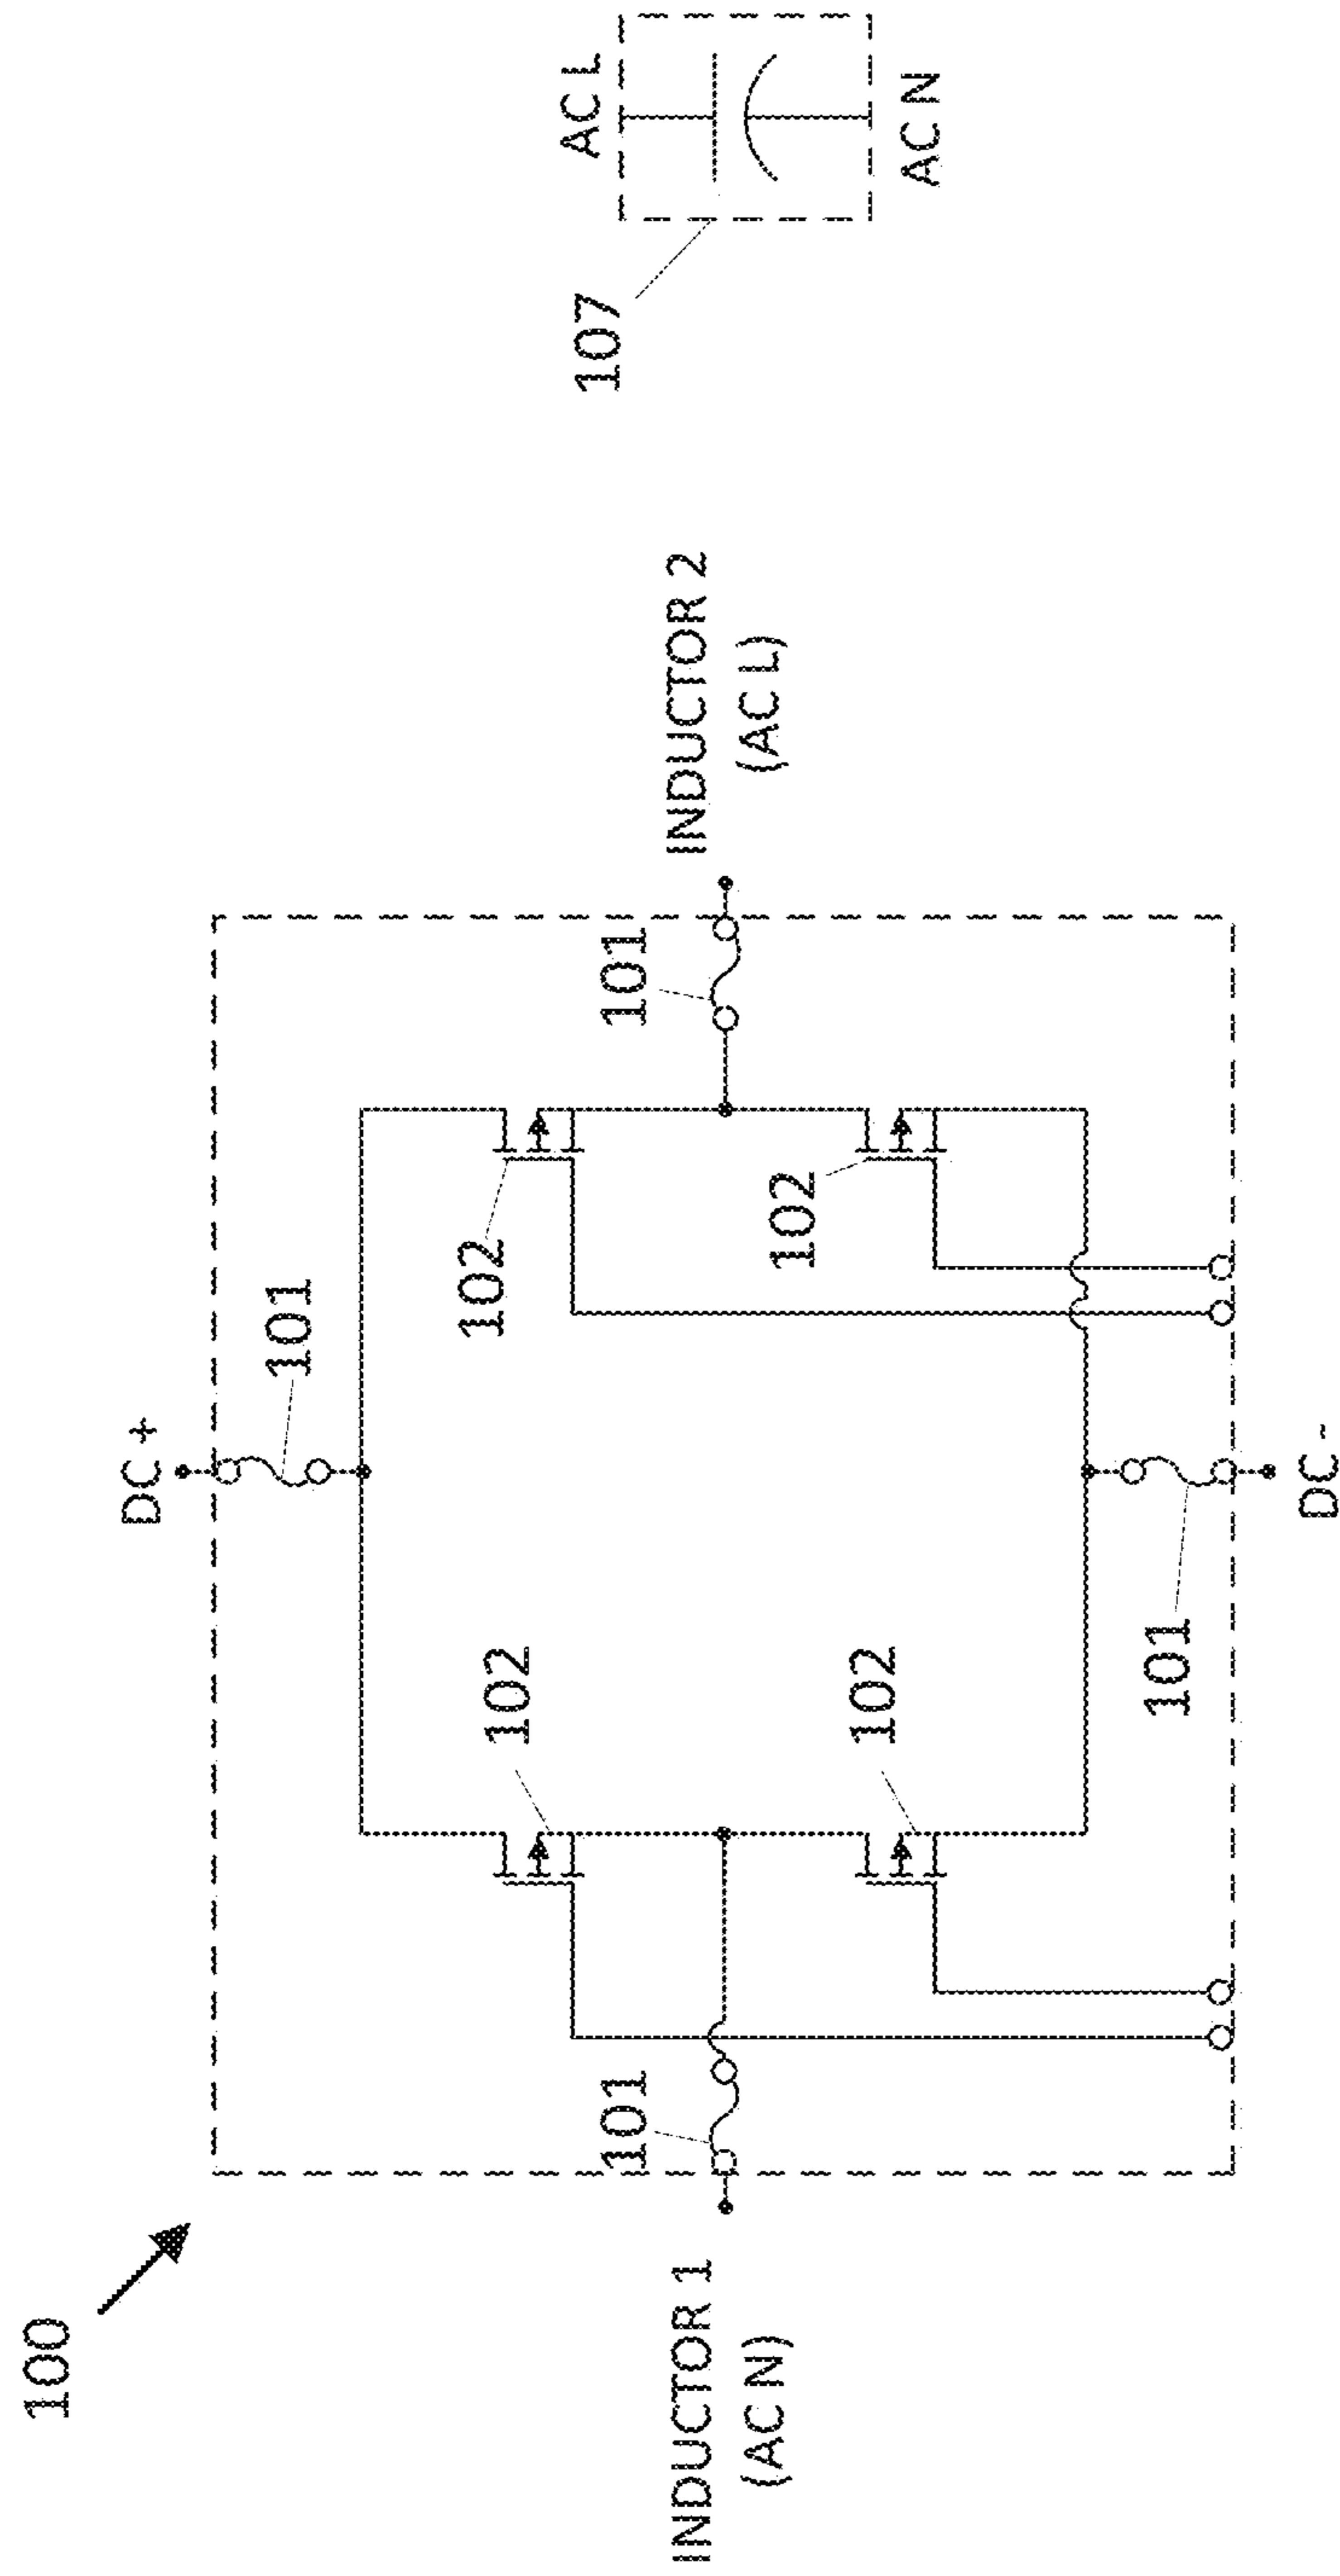 100
DC +
101
INDUCTOR 1
(AC N)
101
102
102
102
102
101
INDUCTOR 2
(AC L)
101
DC -
107
AC L
AC N